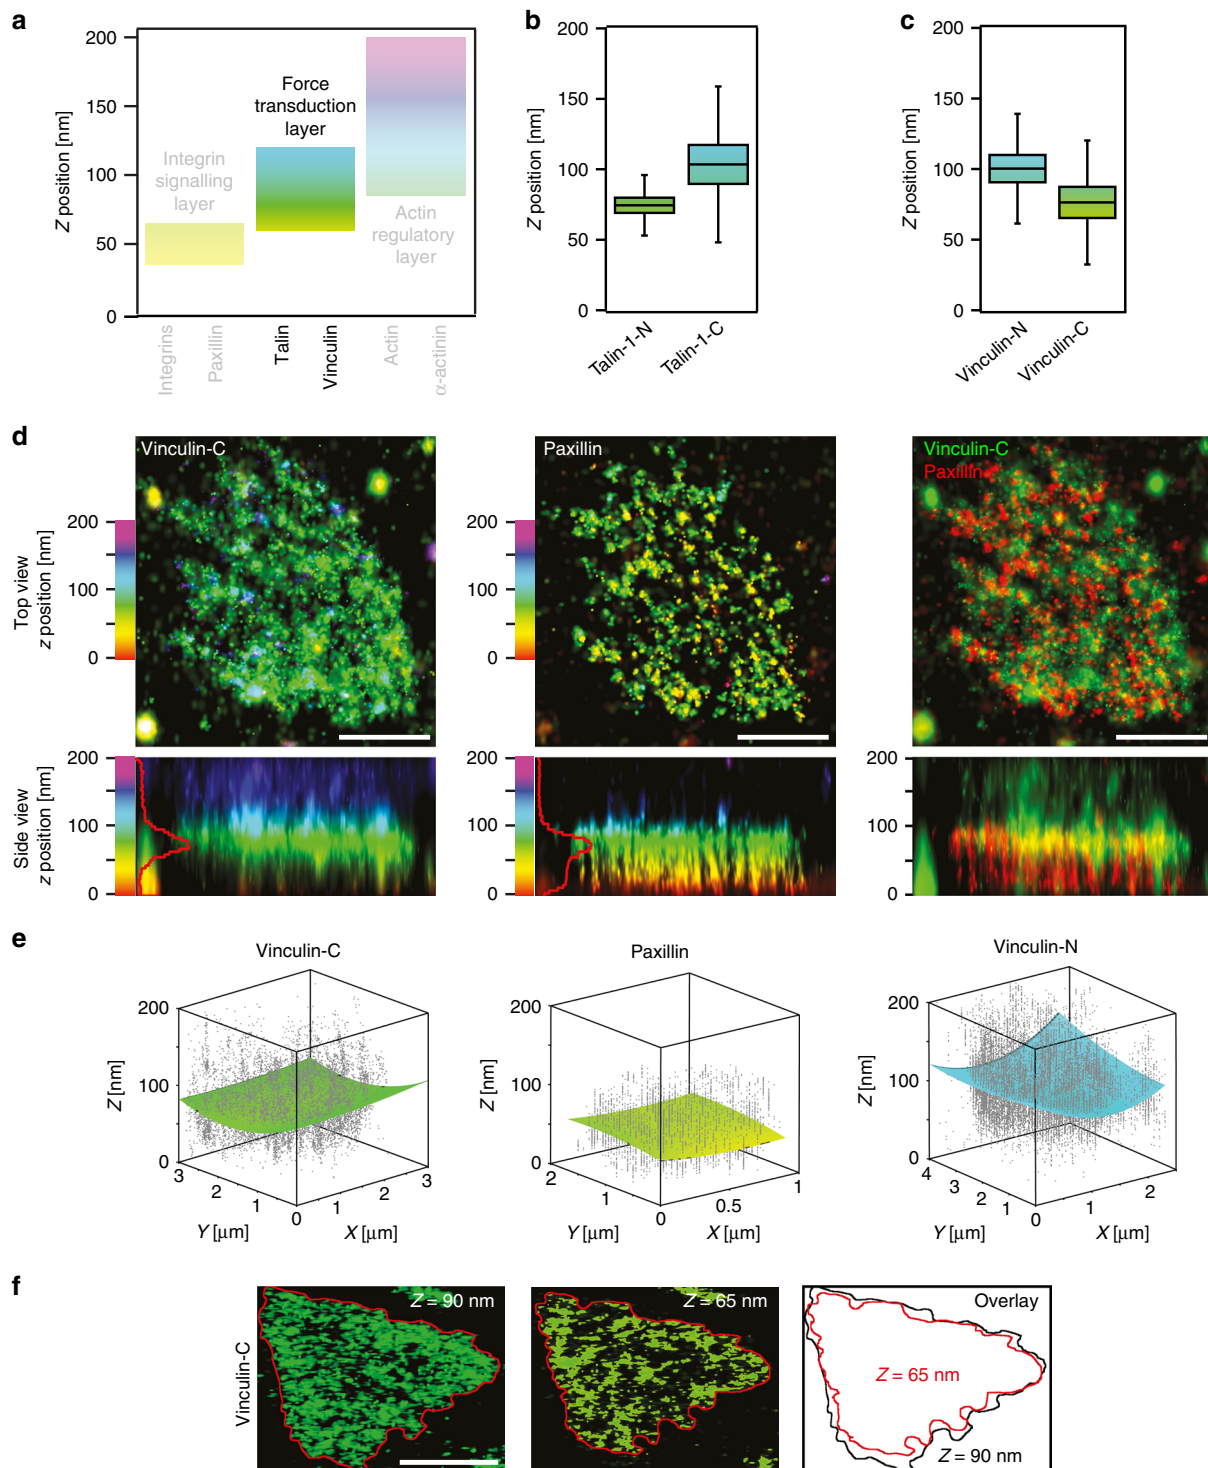 a
200
150
100
50
0
Z position [nm]
Integrin
signalling
layer
Force
transduction
layer
Actin
regulatory
layer
Integrins
Paxillin
Talin
Vinculin
Actin
α-actinin
b
200
150
100
50
0
Z position [nm]
Talin-1-N
Talin-1-C
c
200
150
100
50
0
Z position [nm]
Vinculin-N
Vinculin-C
d
Top view
z position [nm]
200
100
0
Vinculin-C
200
100
0
Paxillin
Vinculin-C
Paxillin
Side view
z position [nm]
200
100
0
200
100
0
200
100
0
e
Vinculin-C
200
100
0
Z [nm]
3
2
1
0
1
2
3
Y [μm]
X [μm]
Paxillin
200
100
0
Z [nm]
2
1
0
0.5
1
Y [μm]
X [μm]
Vinculin-N
200
100
0
Z [nm]
4
3
2
1
0
1
2
Y [μm]
X [μm]
f
Vinculin-C
Z = 90 nm
Z = 65 nm
Overlay
Z = 65 nm
Z = 90 nm